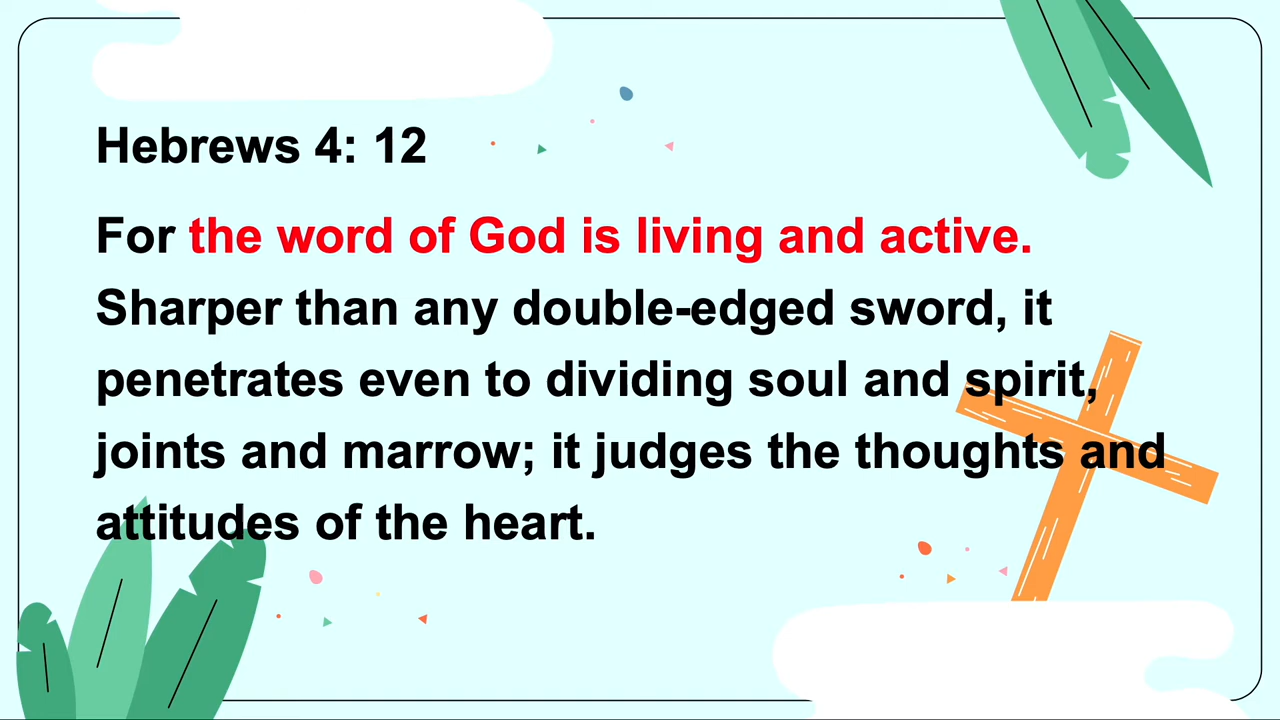 Hebrews 4: 12
For the word of God is living and active.
Sharper than any double-edged sword, it
penetrates even to dividing soul and spirit,
joints and marrow; it judges the thoughts and
attitudes of the heart.